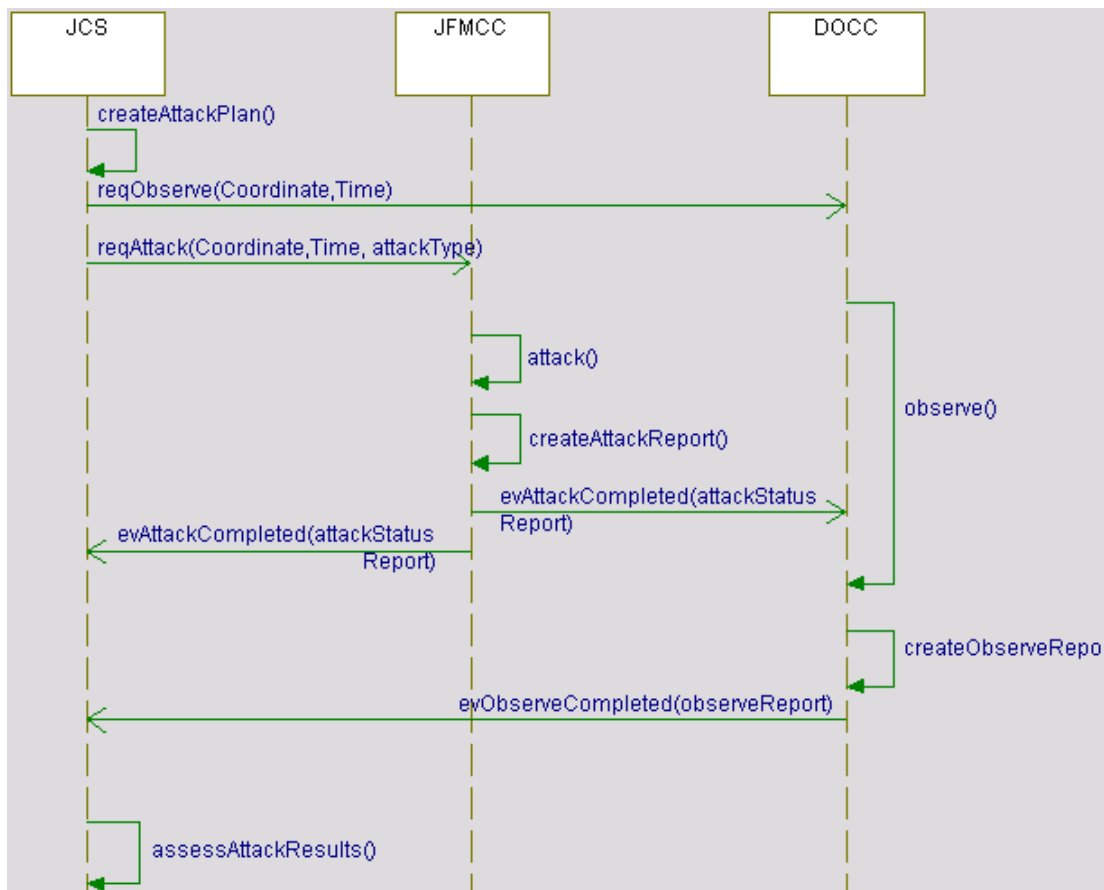 JCS
JFMCC
DOCC
createAttackPlan()
reqObserve(Coordinate,Time)
reqAttack(Coordinate,Time, attackType)
attack()
observe()
createAttackReport()
evAttackCompleted(attackStatus
Report)
evAttackCompleted(attackStatus
Report)
createObserveRepo
evObserveCompleted(observeReport)
assessAttackResults()